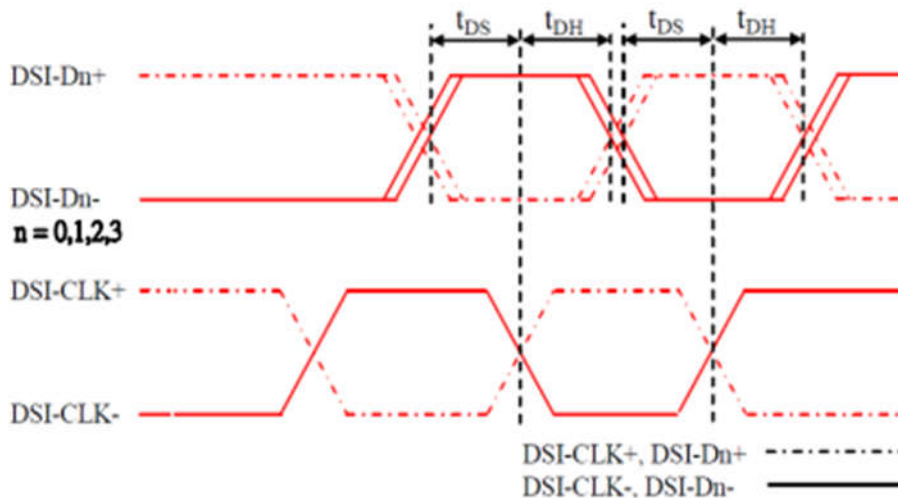 tDS tDH tDS tDH
DSI-Dn+
DSI-Dn-
n = 0,1,2,3
DSI-CLK+
DSI-CLK-
DSI-CLK+, DSI-Dn+
DSI-CLK-, DSI-Dn-